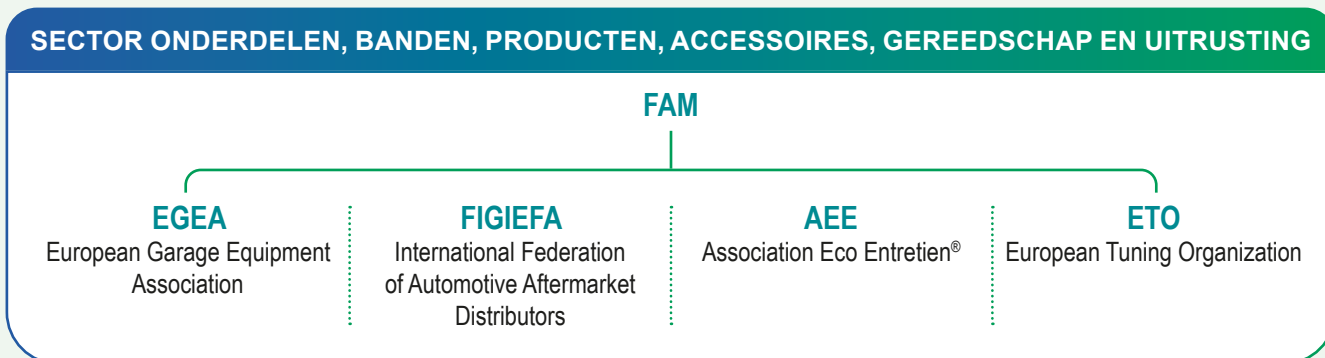 SECTOR ONDERDELEN, BANDEN, PRODUCTEN, ACCESSOIRES, GEREEDSCHAP EN UITRUSTING
FAM
EGEA
European Garage Equipment
Association
FIGIEFA
International Federation
of Automotive Aftermarket
Distributors
AEE
Association Eco Entretien®
ETO
European Tuning Organization